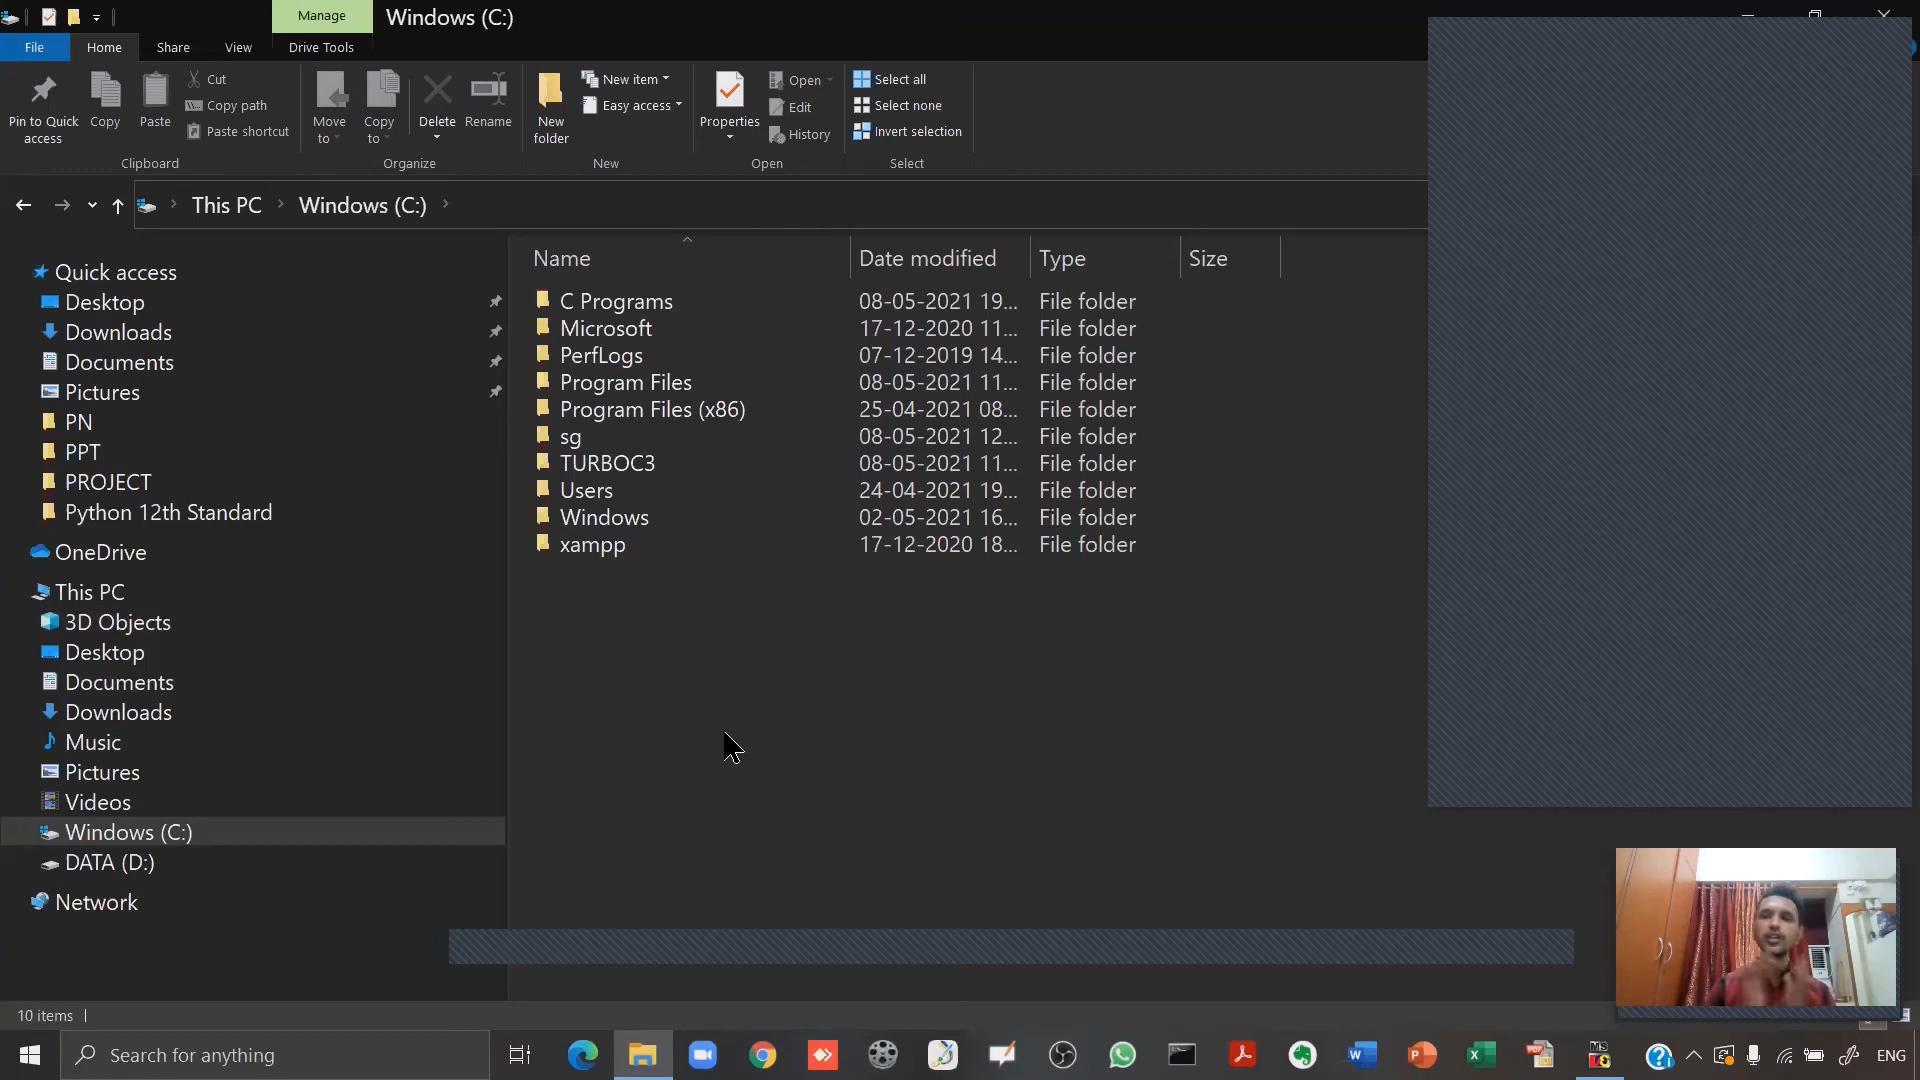 Manage
Windows (C:)
File
Home
Share
View
Drive Tools
Pin to Quick access
Copy
Paste
Cut
Copy path
Paste shortcut
Clipboard
Move to
Copy to
Delete
Rename
Organize
New folder
New item
Easy access
New
Properties
Open
Edit
History
Open
Select all
Select none
Invert selection
Select
This PC
Windows (C:)
Quick access
Desktop
Downloads
Documents
Pictures
PN
PPT
PROJECT
Python 12th Standard
OneDrive
This PC
3D Objects
Desktop
Documents
Downloads
Music
Pictures
Videos
Windows (C:)
DATA (D:)
Network
Name Date modified Type Size
C Programs 08-05-2021 19... File folder
Microsoft 17-12-2020 11... File folder
PerfLogs 07-12-2019 14... File folder
Program Files 08-05-2021 11... File folder
Program Files (x86) 25-04-2021 08... File folder
sg 08-05-2021 12... File folder
TURBOC3 08-05-2021 11... File folder
Users 24-04-2021 19... File folder
Windows 02-05-2021 16... File folder
xampp 17-12-2020 18... File folder
10 items
Search for anything
ENG